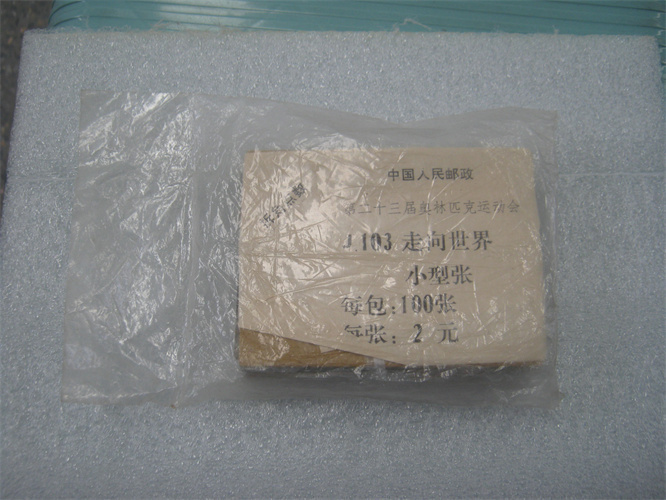 中国人民邮政
第二十三届奥林匹克运动会
J.103 走向世界
小型张
每包:100张
每张:2 元